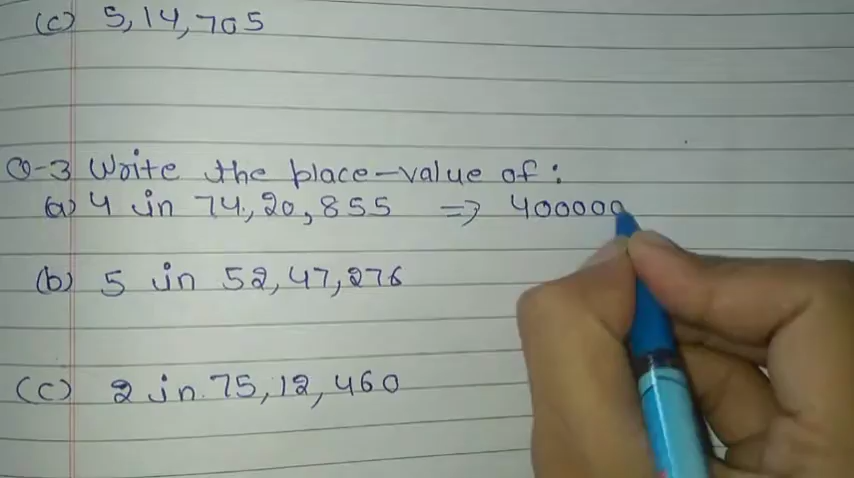 (c) 5,14,705
Q-3 Write the place-value of:
(a) 4 in 74,20,855 => 400000
(b) 5 in 52,47,276
(c) 2 in 75,12,460